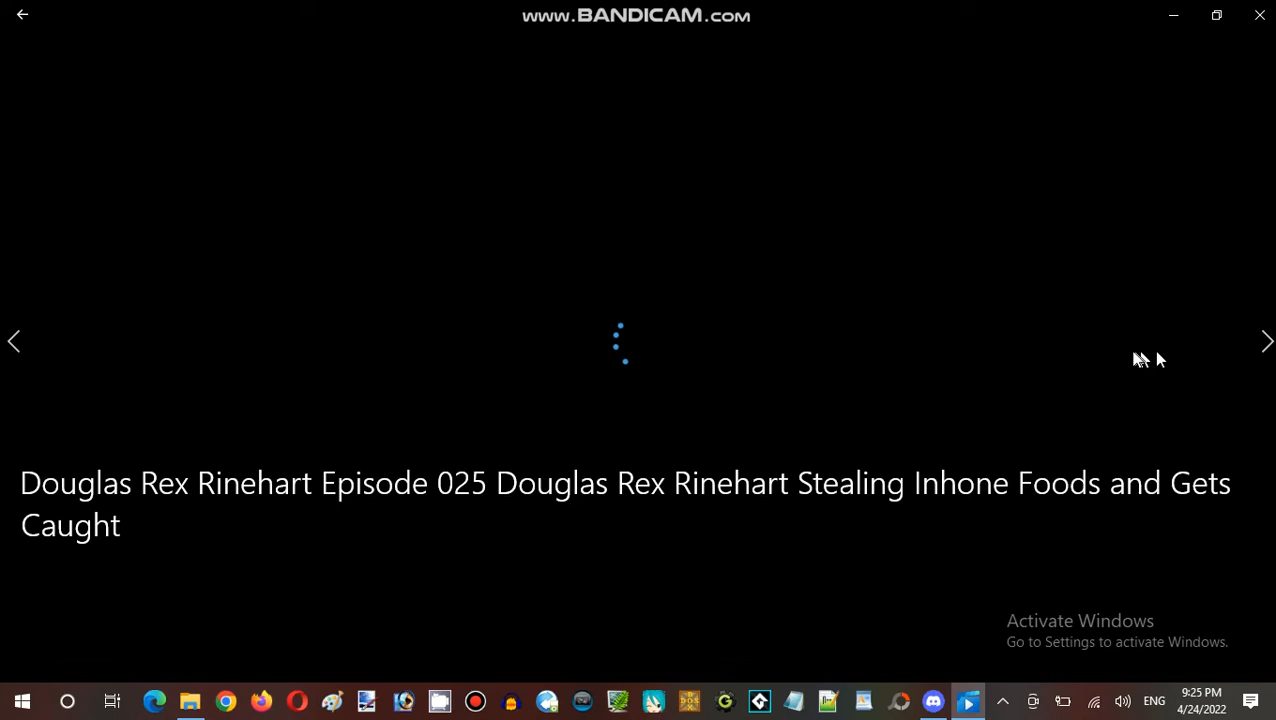 www.BANDICAM.com
Douglas Rex Rinehart Episode 025 Douglas Rex Rinehart Stealing Inhone Foods and Gets
Caught
Activate Windows
Go to Settings to activate Windows.
ENG
9:25 PM
4/24/2022